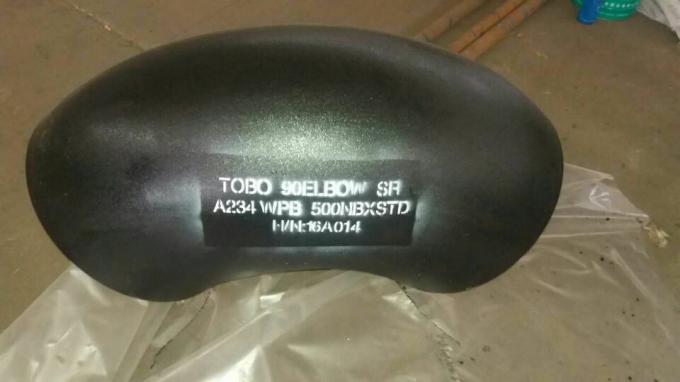 TOBO 90ELBOW SR
A234 WPB 500NBXSTD
H/N:16A014